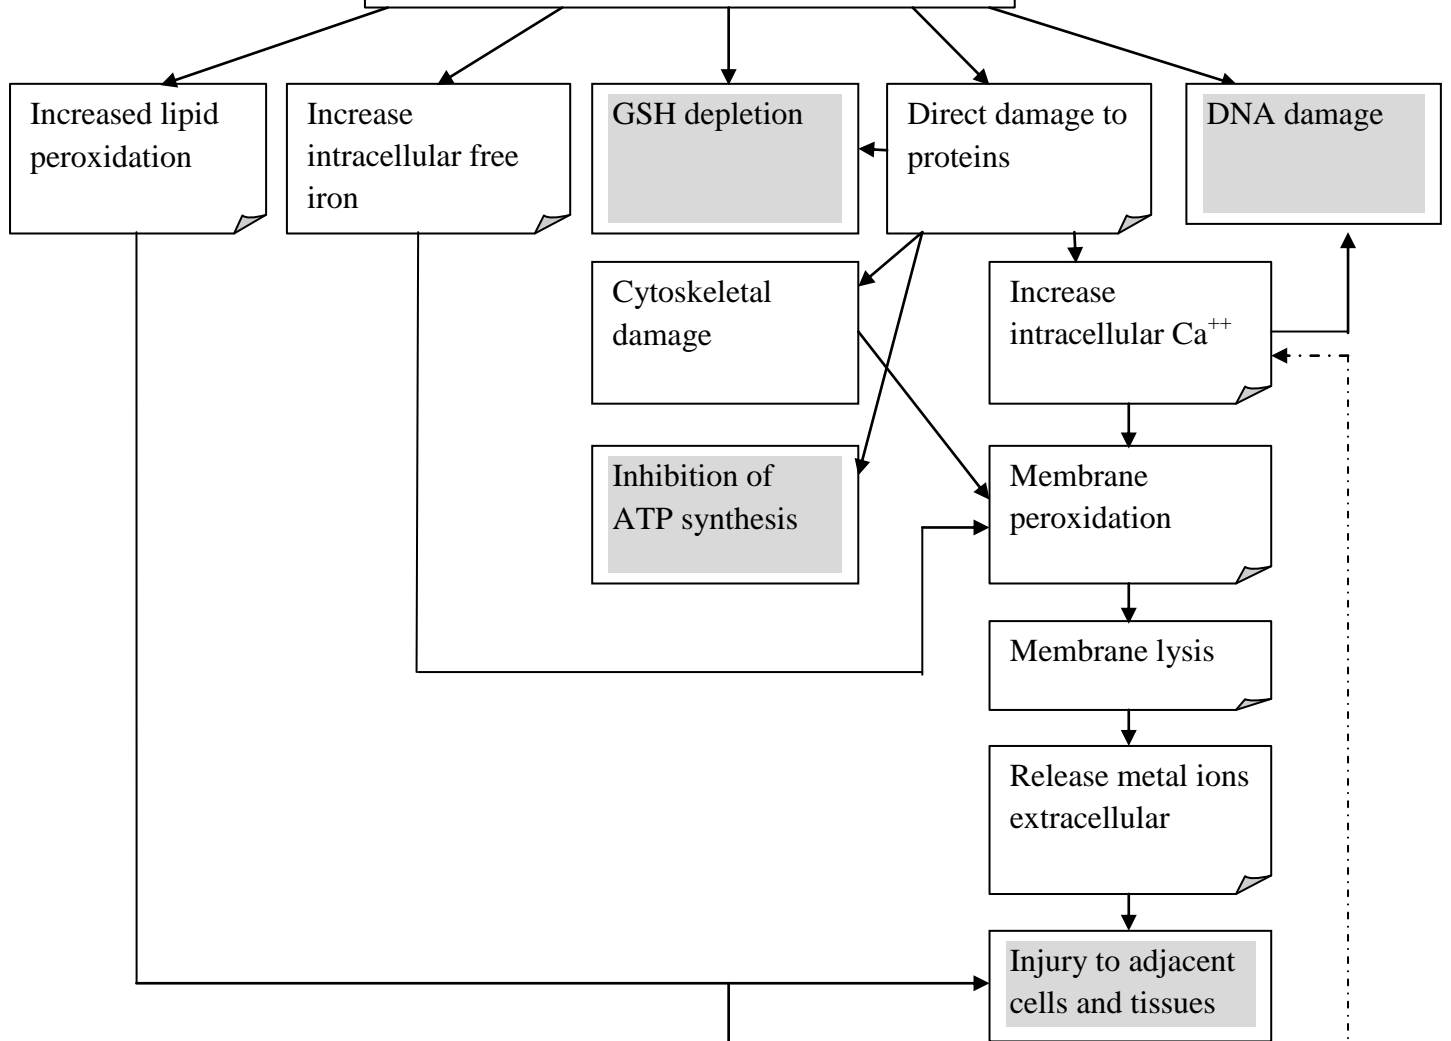 Increased lipid
peroxidation
Increase
intracellular free
iron
GSH depletion
Direct damage to
proteins
DNA damage
Cytoskeletal
damage
Increase
intracellular Ca⁺⁺
Inhibition of
ATP synthesis
Membrane
peroxidation
Membrane lysis
Release metal ions
extracellular
Injury to adjacent
cells and tissues